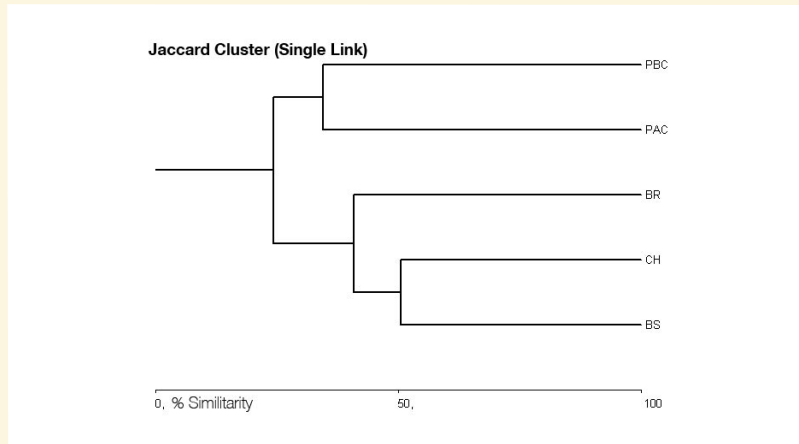 Jaccard Cluster (Single Link)
PBC
PAC
BR
CH
BS
0, % Similitarity 50, 100